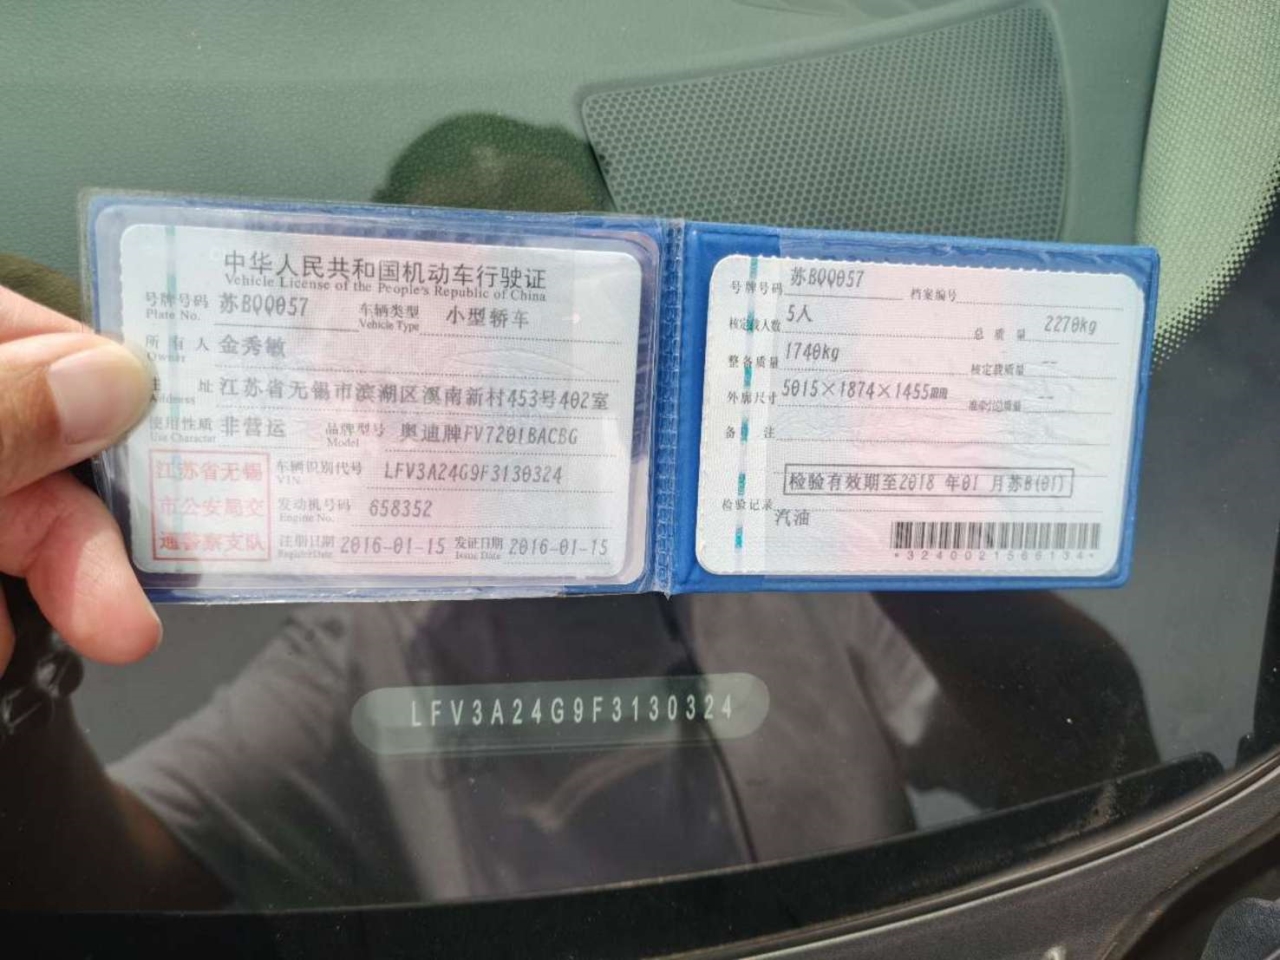 中华人民共和国机动车行驶证
Vehicle License of the People's Republic of China
号牌号码 苏BQQ057 车辆类型 小型轿车
Plate No. Vehicle Type
所有人 金秀敏
Owner
住 址 江苏省无锡市滨湖区溪南新村453号402室
Address
使用性质 非营运 品牌型号 奥迪牌FV7201BACBG
Use Character Model
江苏省无锡
市公安局交
通警察支队
车辆识别代号 LFV3A24G9F3130324
VIN
发动机号码 658352
Engine No.
注册日期 2016-01-15 发证日期 2016-01-15
Register Date Issue Date
号牌号码 苏BQQ057 档案编号
核定载人数 5人 总质量 2270kg
整备质量 1740kg 核定载质量 --
外廓尺寸 5015×1874×1455mm 准牵引总质量 --
备 注
检验有效期至2018 年01 月苏B(01)
检验记录
汽油
*3240021566134*
LFV3A24G9F3130324